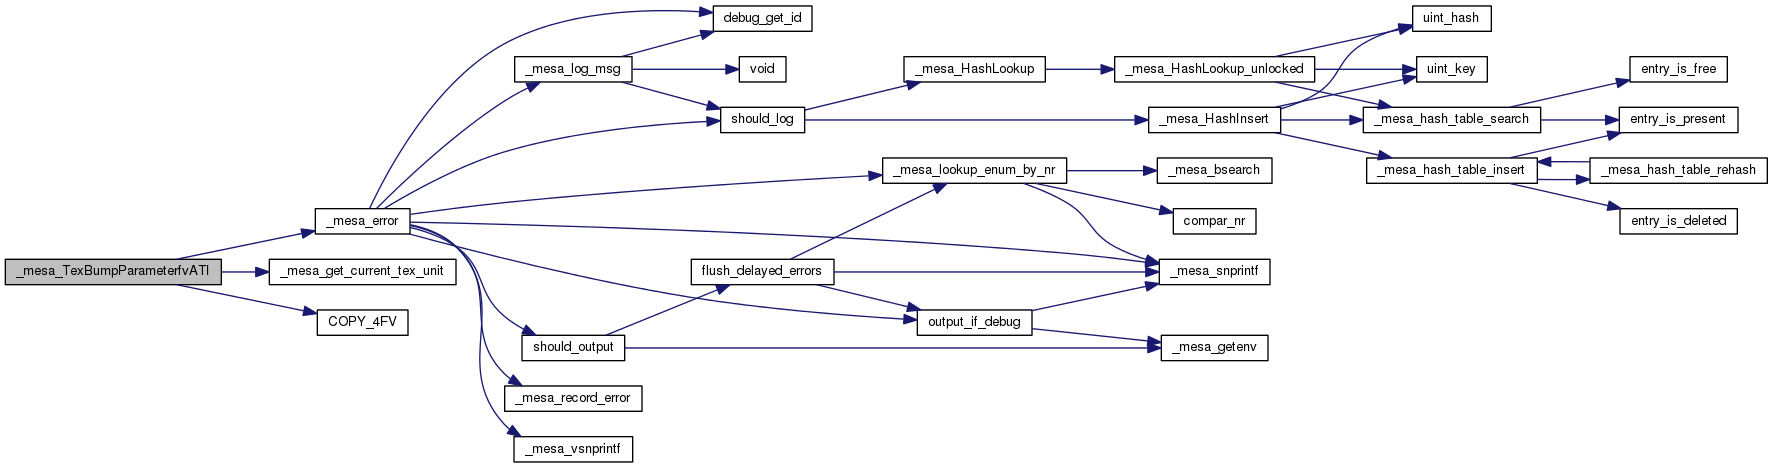 debug_get_id
uint_hash
_mesa_log_msg
void
_mesa_HashLookup
_mesa_HashLookup_unlocked
uint_key
entry_is_free
should_log
_mesa_HashInsert
_mesa_hash_table_search
entry_is_present
_mesa_lookup_enum_by_nr
_mesa_bsearch
_mesa_hash_table_insert
_mesa_hash_table_rehash
_mesa_error
compar_nr
entry_is_deleted
_mesa_TexBumpParameterfvATI
_mesa_get_current_tex_unit
flush_delayed_errors
_mesa_snprintf
COPY_4FV
output_if_debug
should_output
_mesa_getenv
_mesa_record_error
_mesa_vsnprintf